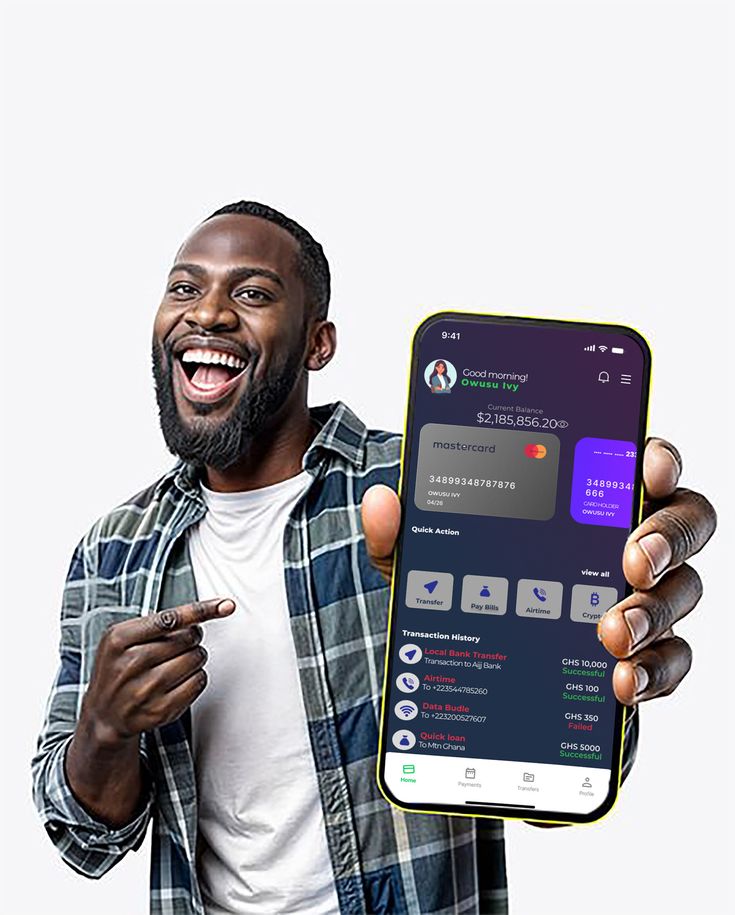 9:41
Good morning!
Owusu Ivy
Current Balance
$2,185,856.20
mastercard
34899348787876
OWUSU IVY
04/26
233
3489934
666
CARD HOLDER
OWUSU IVY
Quick Action
view all
Transfer
Pay Bills
Airtime
Crypto
Transaction History
Local Bank Transfer
Transaction to Aijj Bank
GHS 10,000
Successful
Airtime
To +223544785260
GHS 100
Successful
Data Budle
To +223200527607
GHS 350
Failed
Quick loan
To Mtn Ghana
GHS 5000
Successful
Home
Payments
Transfers
Profile